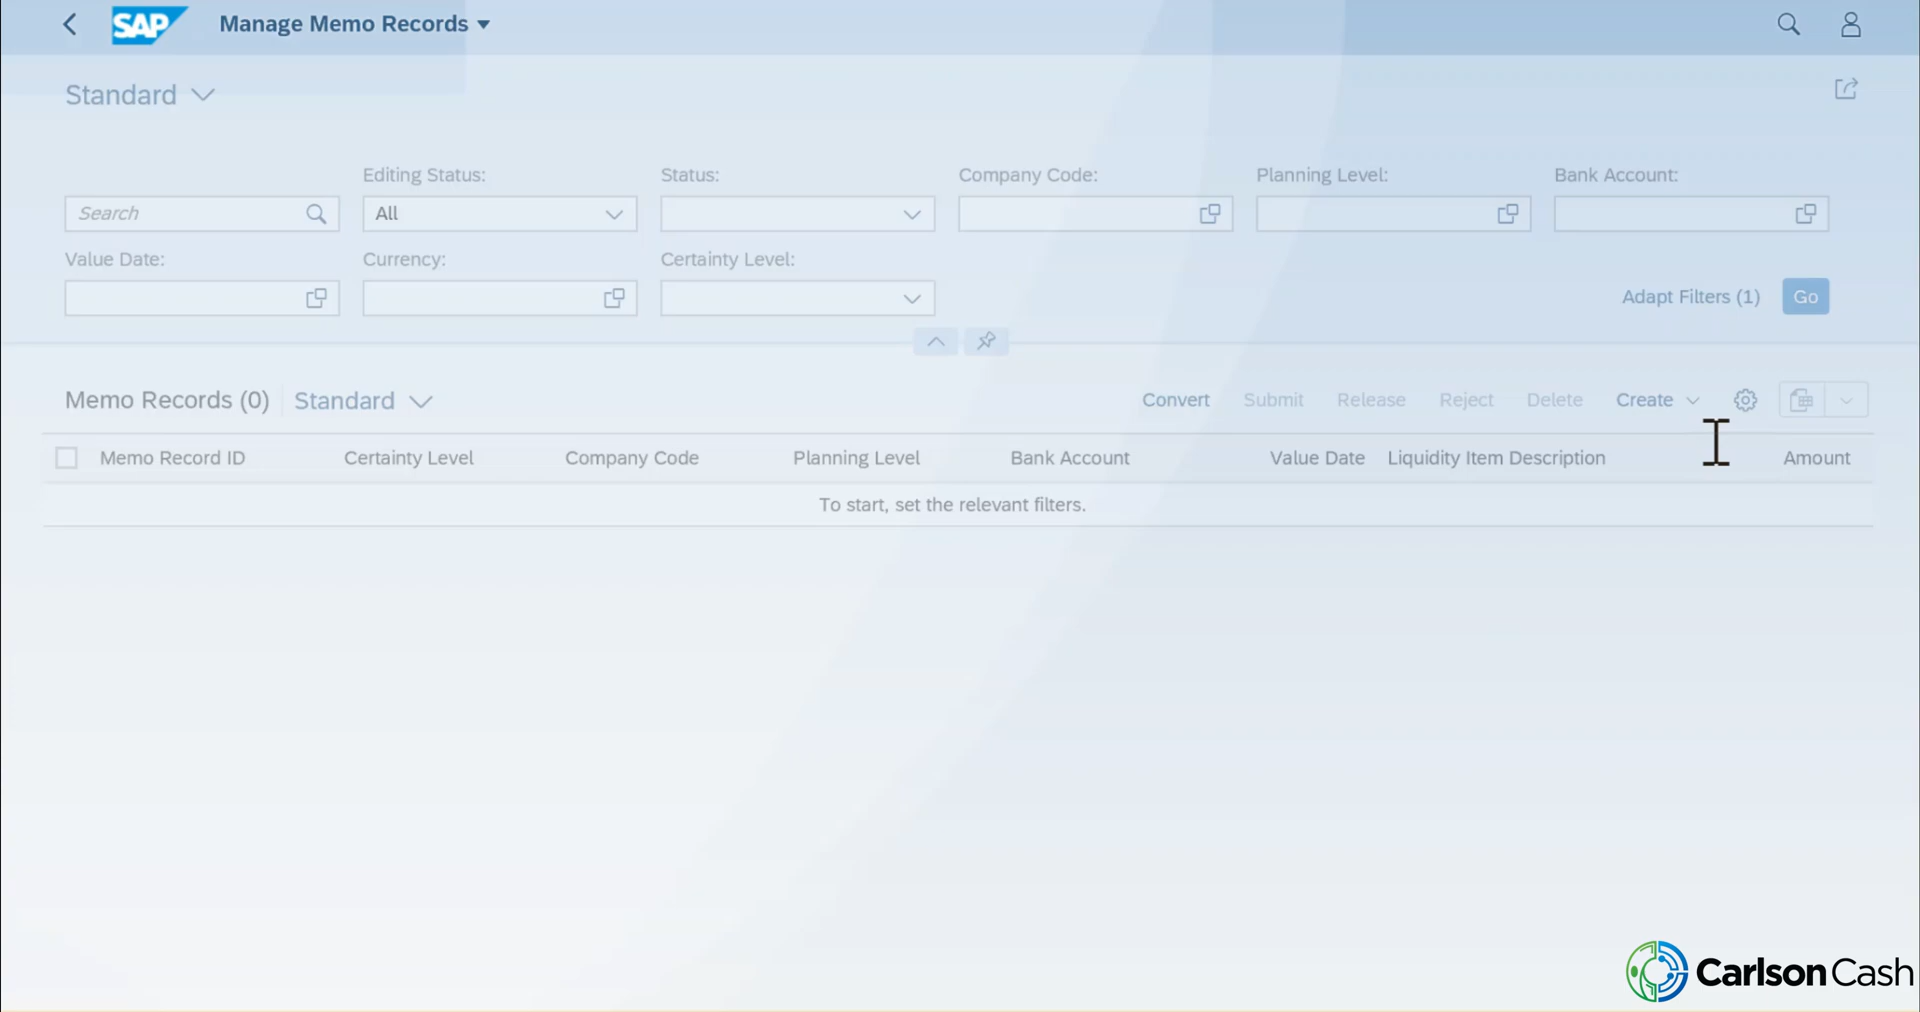 SAP Manage Memo Records
Standard
Editing Status: Status: Company Code: Planning Level: Bank Account:
Search All
Value Date: Currency: Certainty Level:
Adapt Filters (1) Go
Memo Records (0) Standard Convert Submit Release Reject Delete Create
Memo Record ID Certainty Level Company Code Planning Level Bank Account Value Date Liquidity Item Description Amount
To start, set the relevant filters.
Carlson Cash